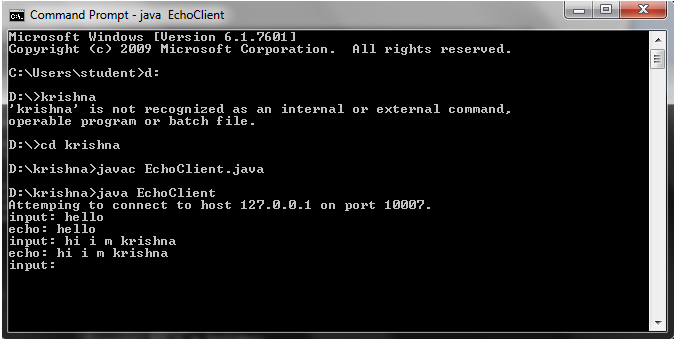 Command Prompt - java  EchoClient
Microsoft Windows [Version 6.1.7601]
Copyright (c) 2009 Microsoft Corporation.  All rights reserved.
C:\Users\student>d:
D:\>krishna
'krishna' is not recognized as an internal or external command,
operable program or batch file.
D:\>cd krishna
D:\krishna>javac EchoClient.java
D:\krishna>java EchoClient
Attemping to connect to host 127.0.0.1 on port 10007.
input: hello
echo: hello
input: hi i m krishna
echo: hi i m krishna
input: